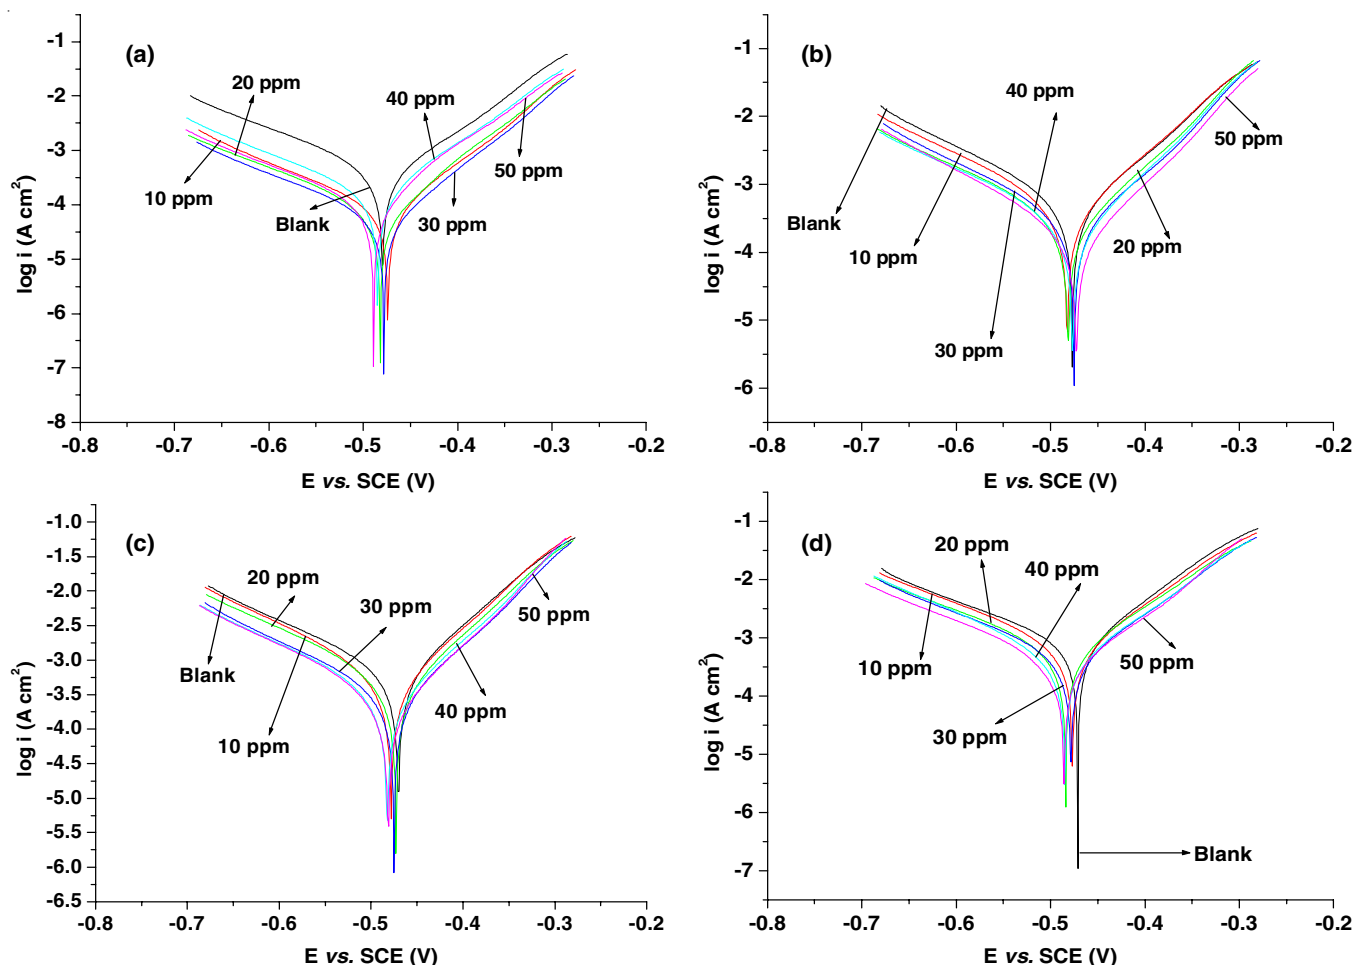 (a)
-1
-2
-3
-4
-5
-6
-7
-8
log i (A cm²)
20 ppm
40 ppm
10 ppm
Blank
50 ppm
30 ppm
-0.8
-0.7
-0.6
-0.5
-0.4
-0.3
-0.2
E vs. SCE (V)
(b)
-1
-2
-3
-4
-5
-6
log i (A cm²)
40 ppm
50 ppm
Blank
10 ppm
20 ppm
30 ppm
-0.8
-0.7
-0.6
-0.5
-0.4
-0.3
-0.2
E vs. SCE (V)
(c)
-1.0
-1.5
-2.0
-2.5
-3.0
-3.5
-4.0
-4.5
-5.0
-5.5
-6.0
-6.5
log i (A cm²)
20 ppm
30 ppm
50 ppm
Blank
40 ppm
10 ppm
-0.8
-0.7
-0.6
-0.5
-0.4
-0.3
-0.2
E vs. SCE (V)
(d)
-1
-2
-3
-4
-5
-6
-7
log i (A cm²)
20 ppm
40 ppm
10 ppm
50 ppm
30 ppm
Blank
-0.8
-0.7
-0.6
-0.5
-0.4
-0.3
-0.2
E vs. SCE (V)